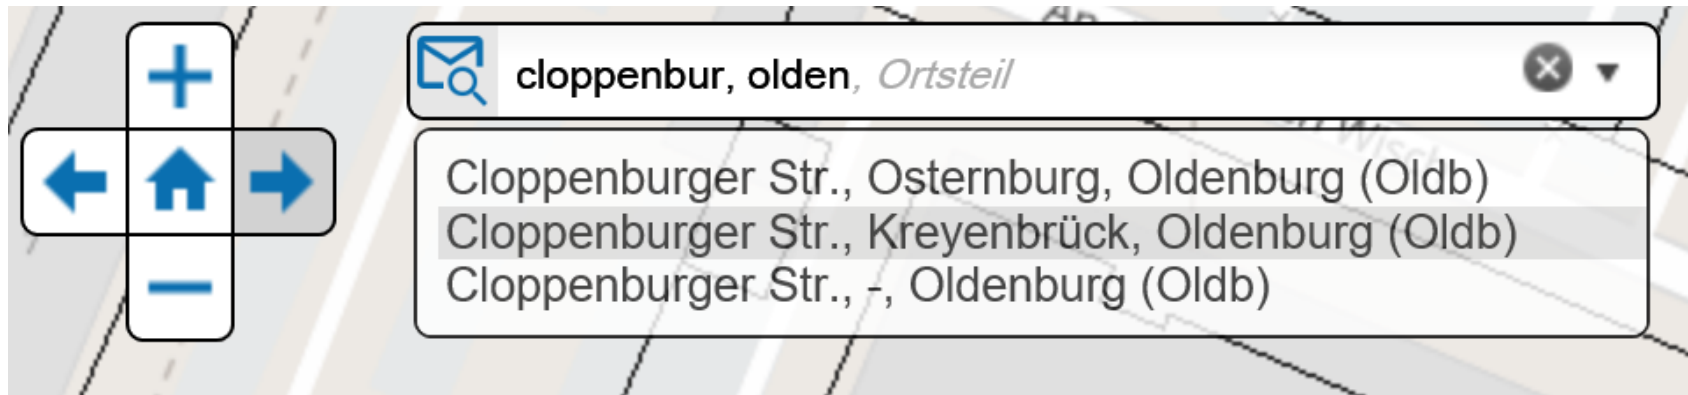 cloppenbur, olden, Ortsteil
Cloppenburger Str., Osternburg, Oldenburg (Oldb)
Cloppenburger Str., Kreyenbrück, Oldenburg (Oldb)
Cloppenburger Str., -, Oldenburg (Oldb)